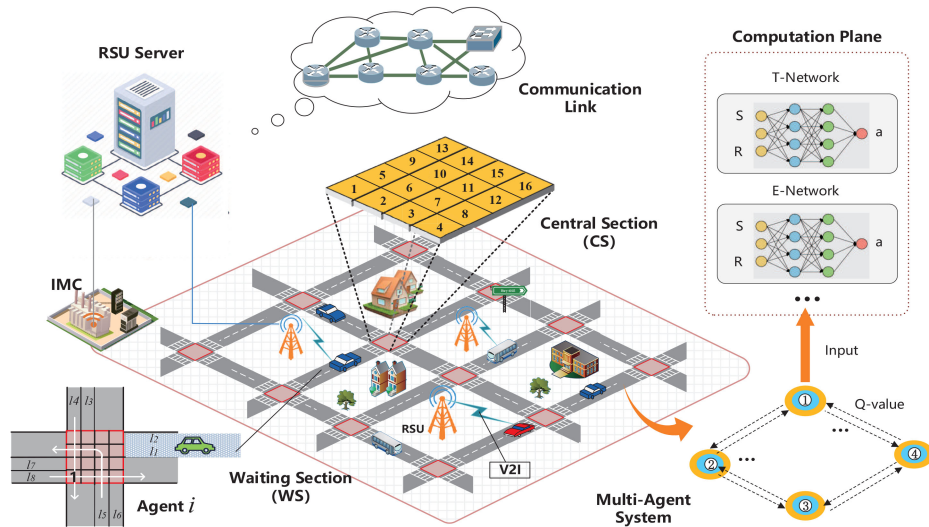 RSU Server
Communication
Link
Computation Plane
T-Network
S
R
a
E-Network
S
R
a
•••
Input
Q-value
1
2
3
4
5
6
7
8
9
10
11
12
13
14
15
16
Central Section
(CS)
IMC
RSU
V2I
Waiting Section
(WS)
l4
l3
l2
l1
l7
l8
1
l5
l6
Agent i
Multi-Agent
System
①
②
③
④
•••
•••